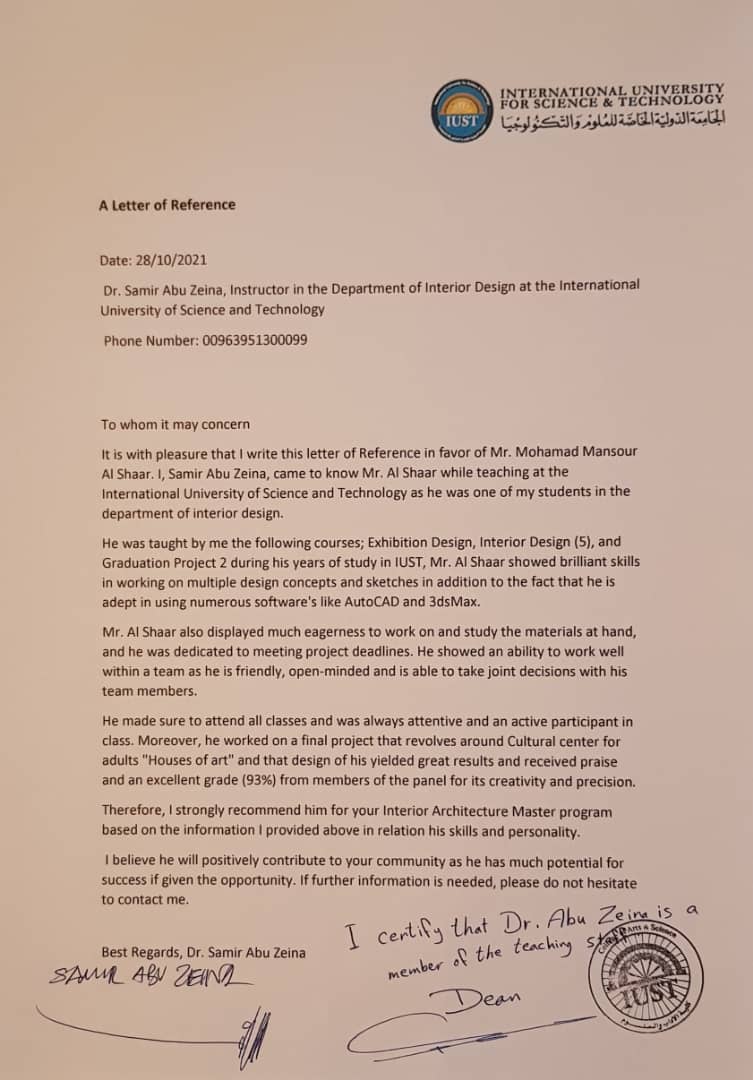 INTERNATIONAL UNIVERSITY
FOR SCIENCE & TECHNOLOGY
الجامعة الدولية الخاصة للعلوم والتكنولوجيا
IUST
A Letter of Reference
Date: 28/10/2021
Dr. Samir Abu Zeina, Instructor in the Department of Interior Design at the International
University of Science and Technology
Phone Number: 00963951300099
To whom it may concern
It is with pleasure that I write this letter of Reference in favor of Mr. Mohamad Mansour
Al Shaar. I, Samir Abu Zeina, came to know Mr. Al Shaar while teaching at the
International University of Science and Technology as he was one of my students in the
department of interior design.
He was taught by me the following courses; Exhibition Design, Interior Design (5), and
Graduation Project 2 during his years of study in IUST, Mr. Al Shaar showed brilliant skills
in working on multiple design concepts and sketches in addition to the fact that he is
adept in using numerous software's like AutoCAD and 3dsMax.
Mr. Al Shaar also displayed much eagerness to work on and study the materials at hand,
and he was dedicated to meeting project deadlines. He showed an ability to work well
within a team as he is friendly, open-minded and is able to take joint decisions with his
team members.
He made sure to attend all classes and was always attentive and an active participant in
class. Moreover, he worked on a final project that revolves around Cultural center for
adults "Houses of art" and that design of his yielded great results and received praise
and an excellent grade (93%) from members of the panel for its creativity and precision.
Therefore, I strongly recommend him for your Interior Architecture Master program
based on the information I provided above in relation his skills and personality.
I believe he will positively contribute to your community as he has much potential for
success if given the opportunity. If further information is needed, please do not hesitate
to contact me.
I certify that Dr. Abu Zeina is a
member of the teaching staff
Dean
Best Regards, Dr. Samir Abu Zeina
SAMIR ABU ZEINA
Arts & Science
IUST